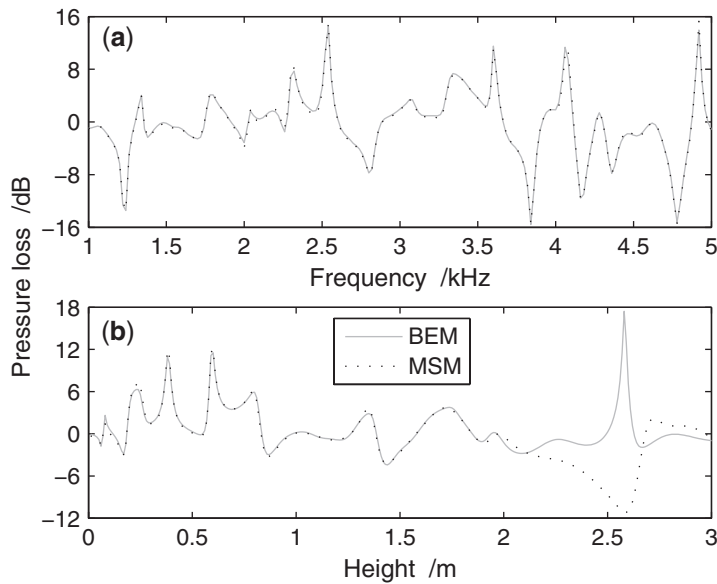 Pressure loss /dB
(a)
16
8
0
−8
−16
1 1.5 2 2.5 3 3.5 4 4.5 5
Frequency /kHz
(b)
18
12
6
0
−6
−12
BEM
MSM
0 0.5 1 1.5 2 2.5 3
Height /m